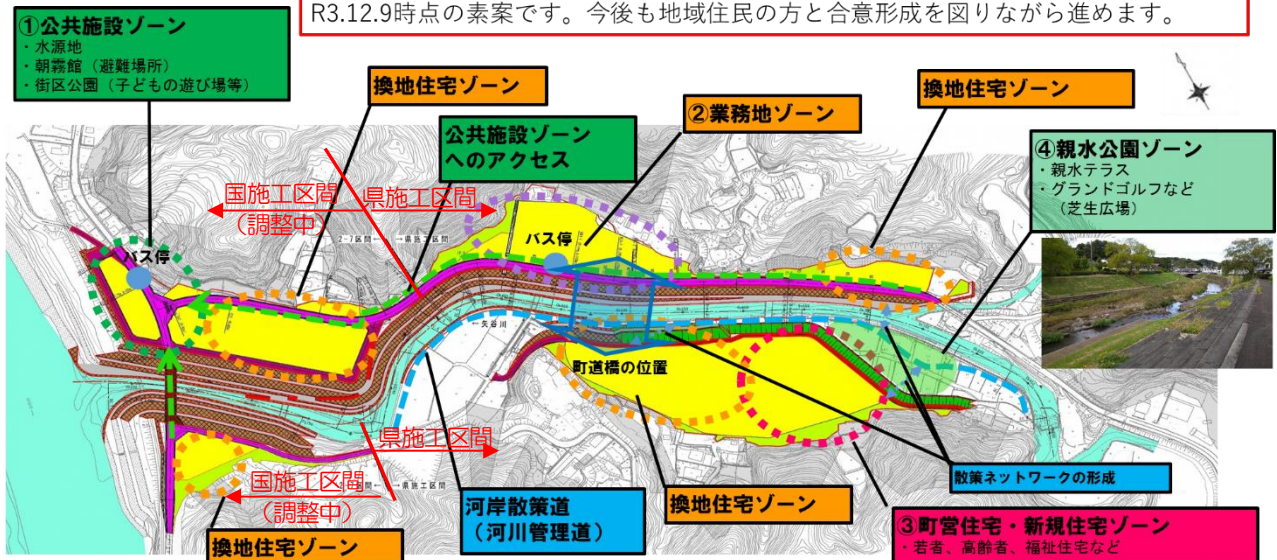 R3.12.9時点の素案です。今後も地域住民の方と合意形成を図りながら進めます。
①公共施設ゾーン
・水源地
・朝霧館(避難場所)
・街区公園(子どもの遊び場等)
換地住宅ゾーン
公共施設ゾーン
へのアクセス
②業務地ゾーン
換地住宅ゾーン
④親水公園ゾーン
・親水テラス
・グランドゴルフなど
(芝生広場)
国施工区間
(調整中)
県施工区間
バス停
バス停
←矢谷川
町道橋の位置
県施工区間
国施工区間
(調整中)
換地住宅ゾーン
河岸散策道
(河川管理道)
換地住宅ゾーン
散策ネットワークの形成
③町営住宅・新規住宅ゾーン
・若者、高齢者、福祉住宅など